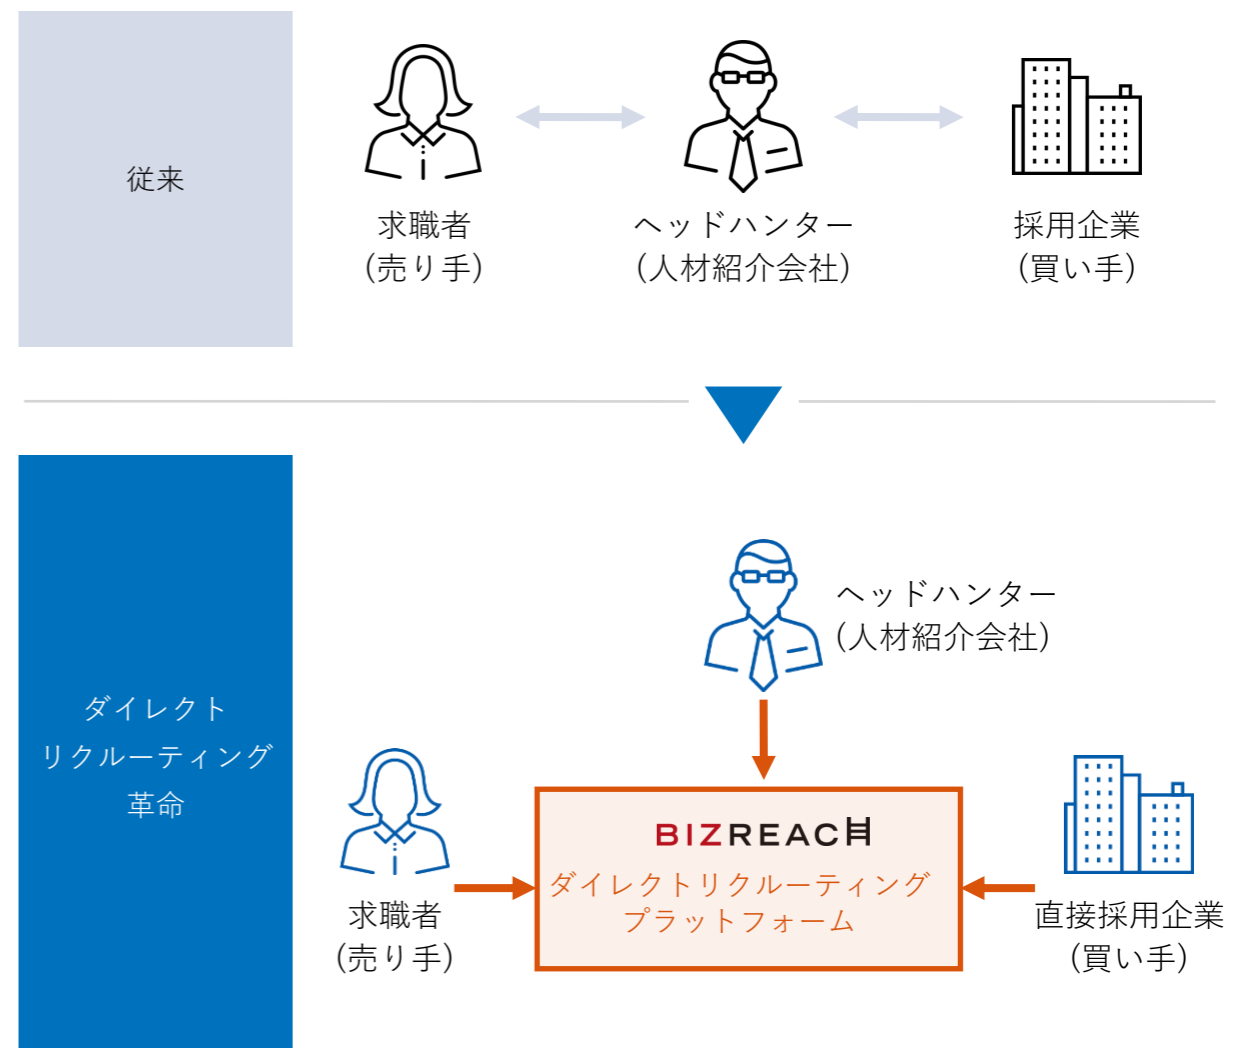 従来
求職者
(売り手)
ヘッドハンター
(人材紹介会社)
採用企業
(買い手)
ダイレクト
リクルーティング
革命
ヘッドハンター
(人材紹介会社)
求職者
(売り手)
BIZREACH
ダイレクトリクルーティング
プラットフォーム
直接採用企業
(買い手)